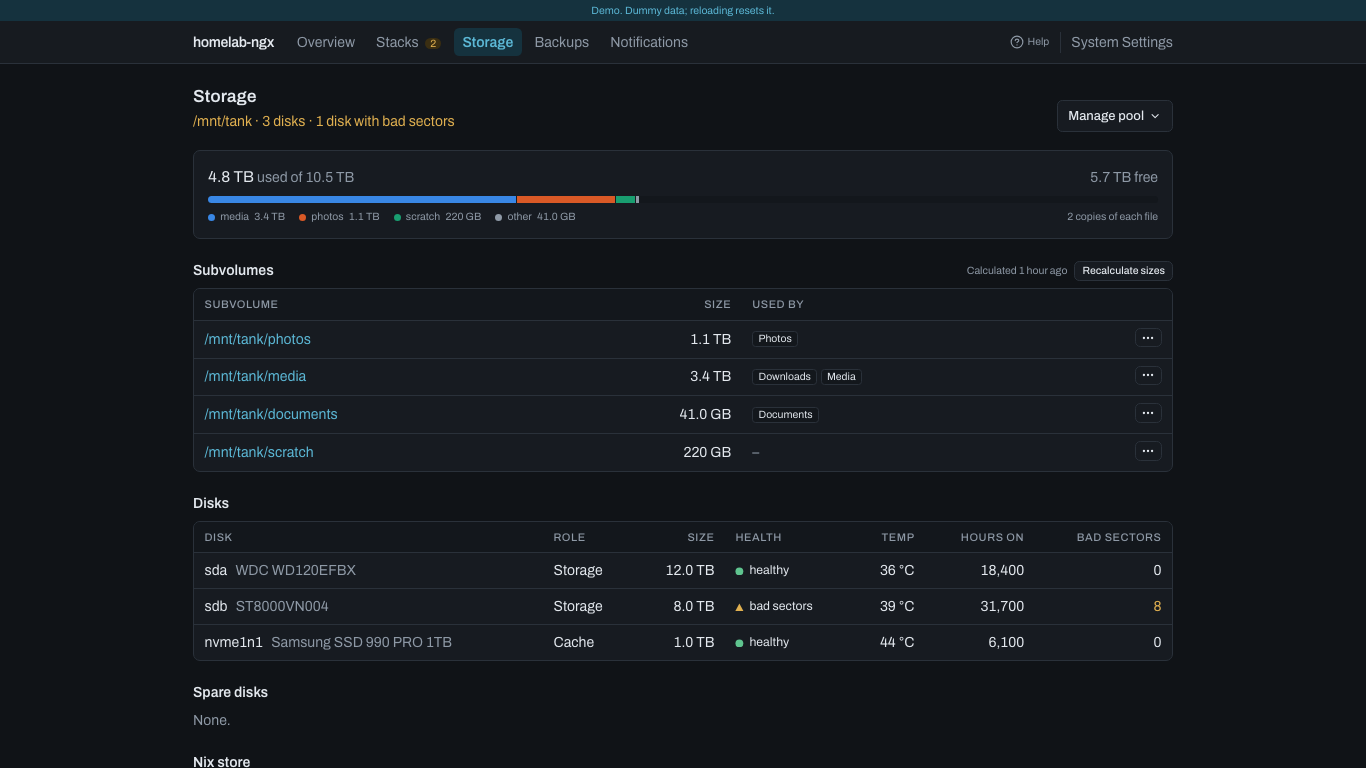 Demo. Dummy data; reloading resets it.
homelab-ngx Overview Stacks 2 Storage Backups Notifications Help System Settings
Storage
/mnt/tank · 3 disks · 1 disk with bad sectors
Manage pool
4.8 TB used of 10.5 TB 5.7 TB free
media 3.4 TB photos 1.1 TB scratch 220 GB other 41.0 GB 2 copies of each file
Subvolumes Calculated 1 hour ago Recalculate sizes
SUBVOLUME SIZE USED BY
/mnt/tank/photos 1.1 TB Photos ···
/mnt/tank/media 3.4 TB Downloads Media ···
/mnt/tank/documents 41.0 GB Documents ···
/mnt/tank/scratch 220 GB – ···
Disks
DISK ROLE SIZE HEALTH TEMP HOURS ON BAD SECTORS
sda WDC WD120EFBX Storage 12.0 TB healthy 36 °C 18,400 0
sdb ST8000VN004 Storage 8.0 TB bad sectors 39 °C 31,700 8
nvme1n1 Samsung SSD 990 PRO 1TB Cache 1.0 TB healthy 44 °C 6,100 0
Spare disks
None.
Nix store